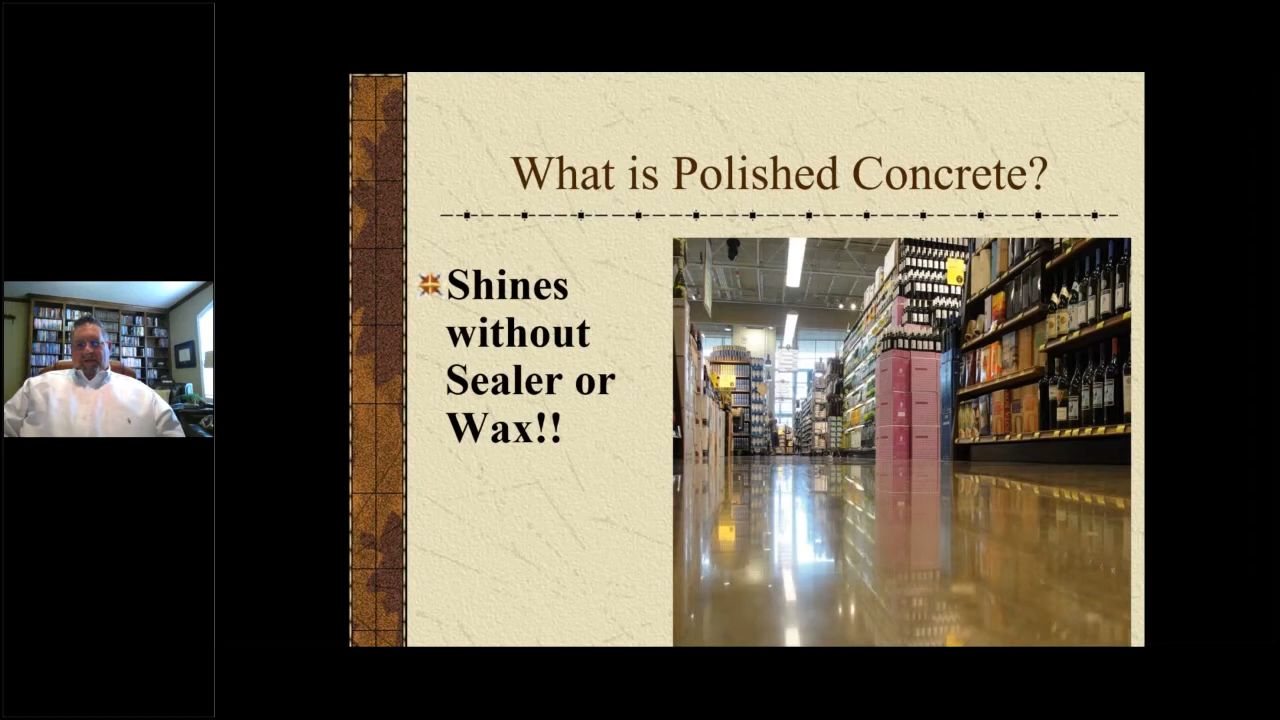 What is Polished Concrete?
Shines
without
Sealer or
Wax!!